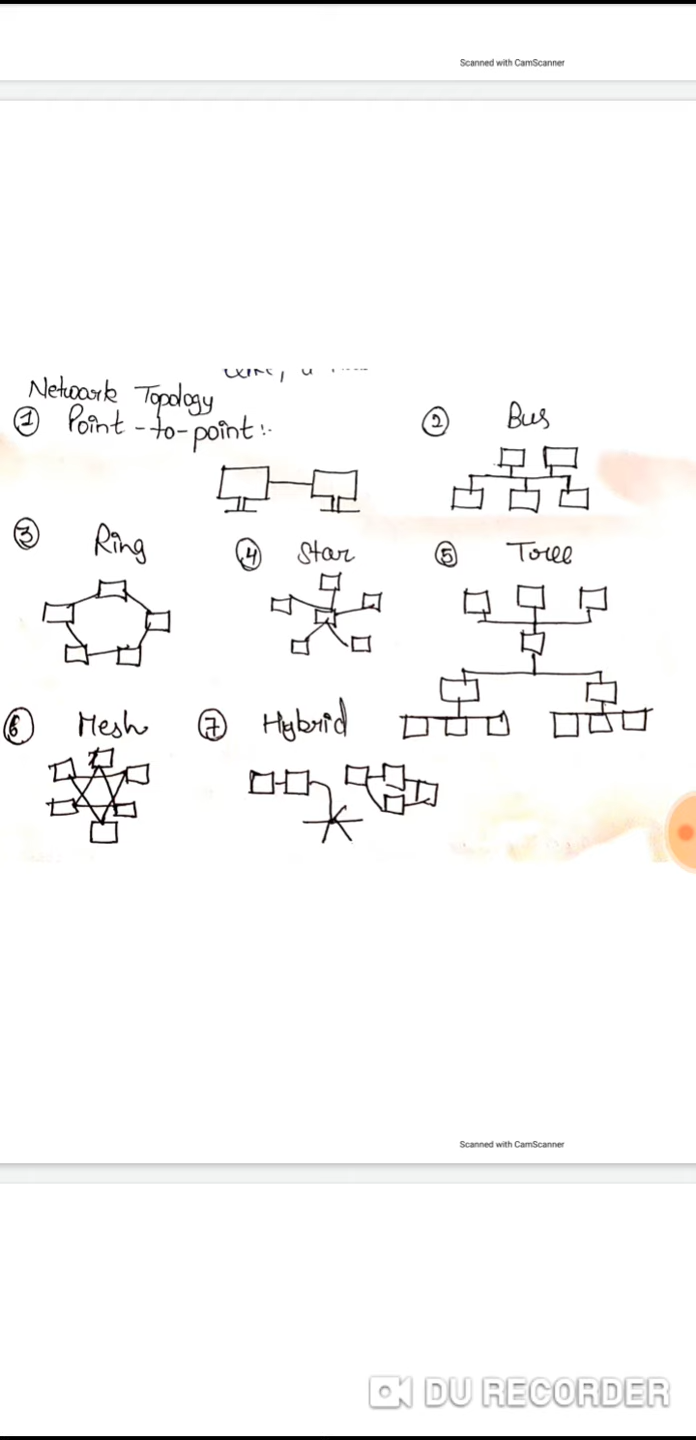 Scanned with CamScanner
Network Topology
① Point-to-point :-
② Bus
③ Ring
④ Star
⑤ Tree
⑥ Mesh
⑦ Hybrid
Scanned with CamScanner
DU RECORDER